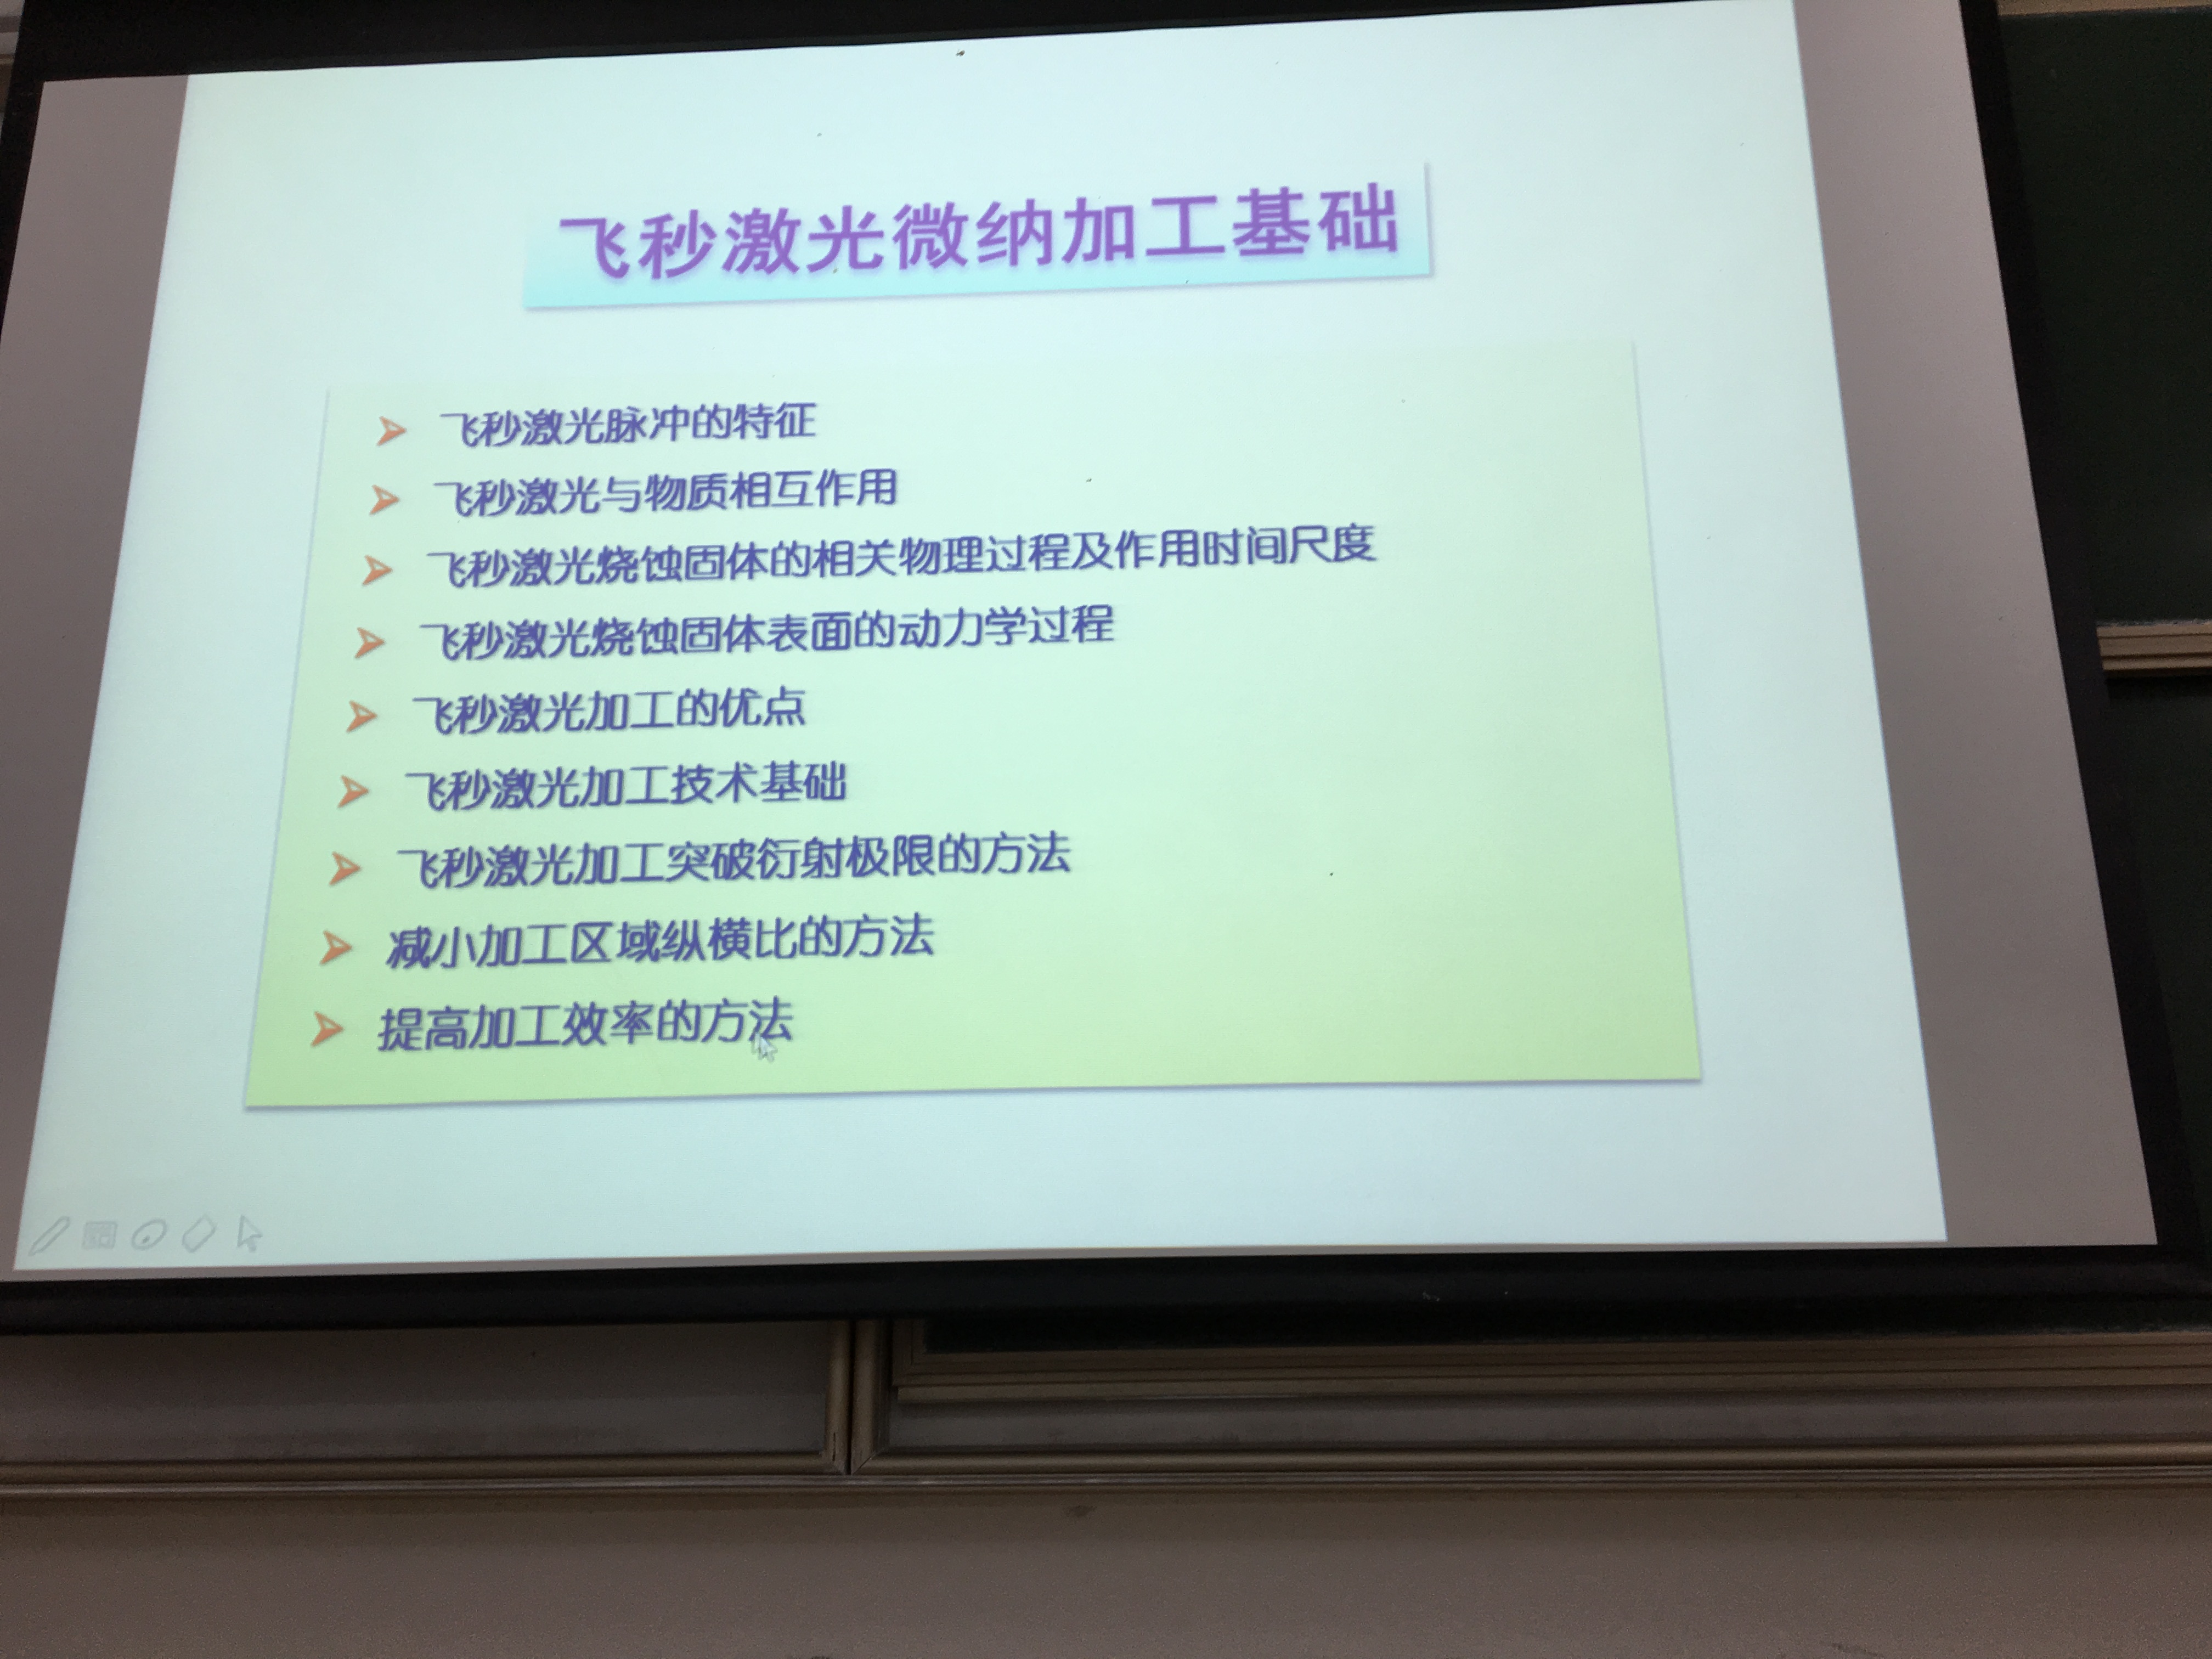 飞秒激光微纳加工基础
飞秒激光脉冲的特征
飞秒激光与物质相互作用
飞秒激光烧蚀固体的相关物理过程及作用时间尺度
飞秒激光烧蚀固体表面的动力学过程
飞秒激光加工的优点
飞秒激光加工技术基础
飞秒激光加工突破衍射极限的方法
减小加工区域纵横比的方法
提高加工效率的方法